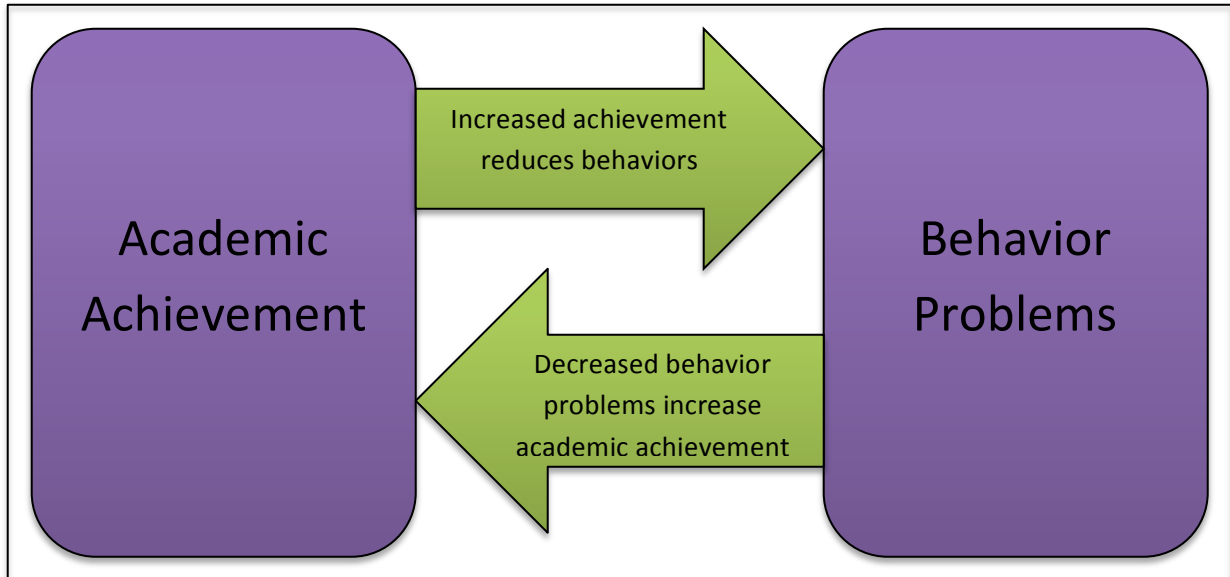 Academic
Achievement
Increased achievement
reduces behaviors
Behavior
Problems
Decreased behavior
problems increase
academic achievement